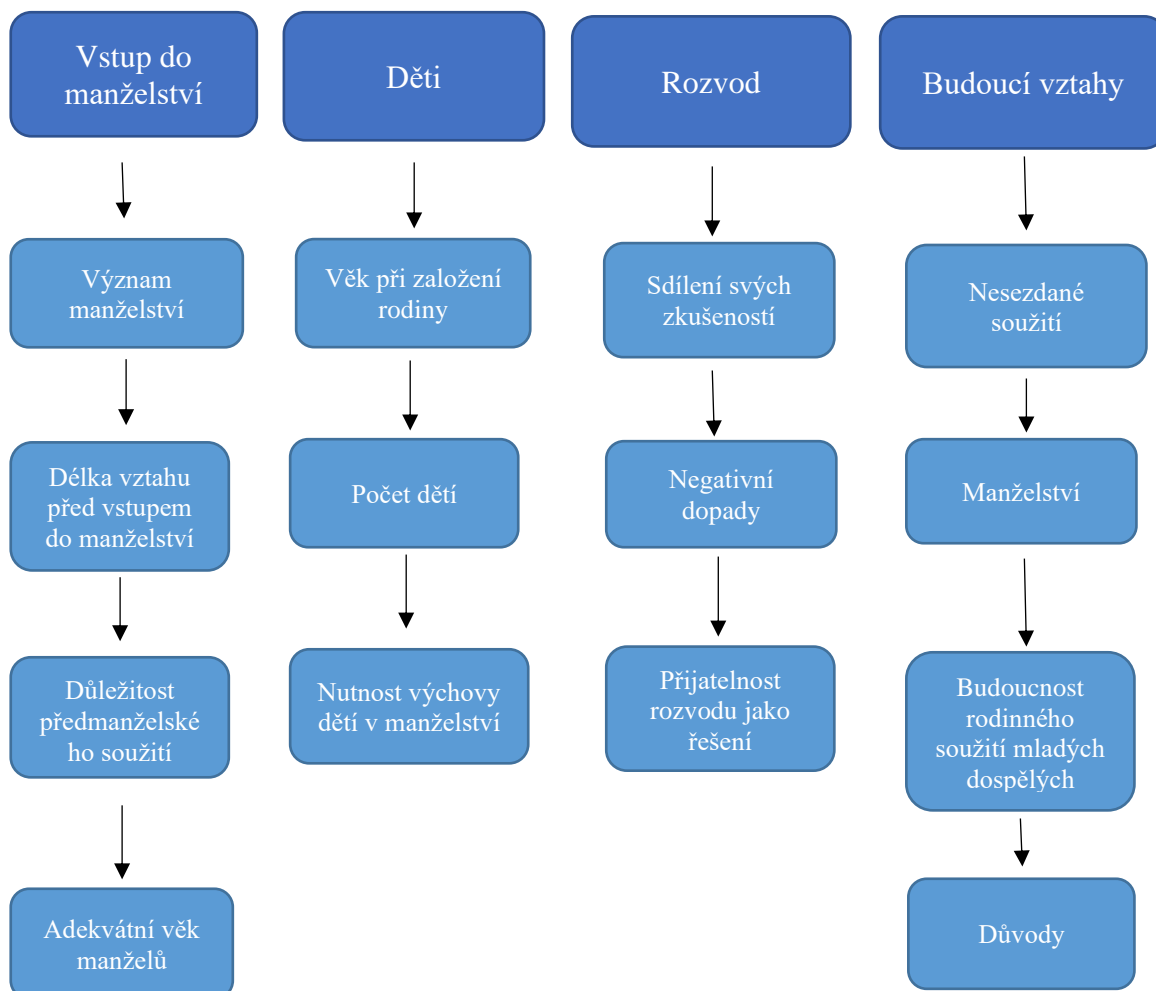 Vstup do
manželství
Význam
manželství
Délka vztahu
před vstupem
do manželství
Důležitost
předmanželské
ho soužití
Adekvátní věk
manželů
Děti
Věk při založení
rodiny
Počet dětí
Nutnost výchovy
dětí v manželství
Rozvod
Sdílení svých
zkušeností
Negativní
dopady
Přijatelnost
rozvodu jako
řešení
Budoucí vztahy
Nesezdané
soužití
Manželství
Budoucnost
rodinného
soužití mladých
dospělých
Důvody